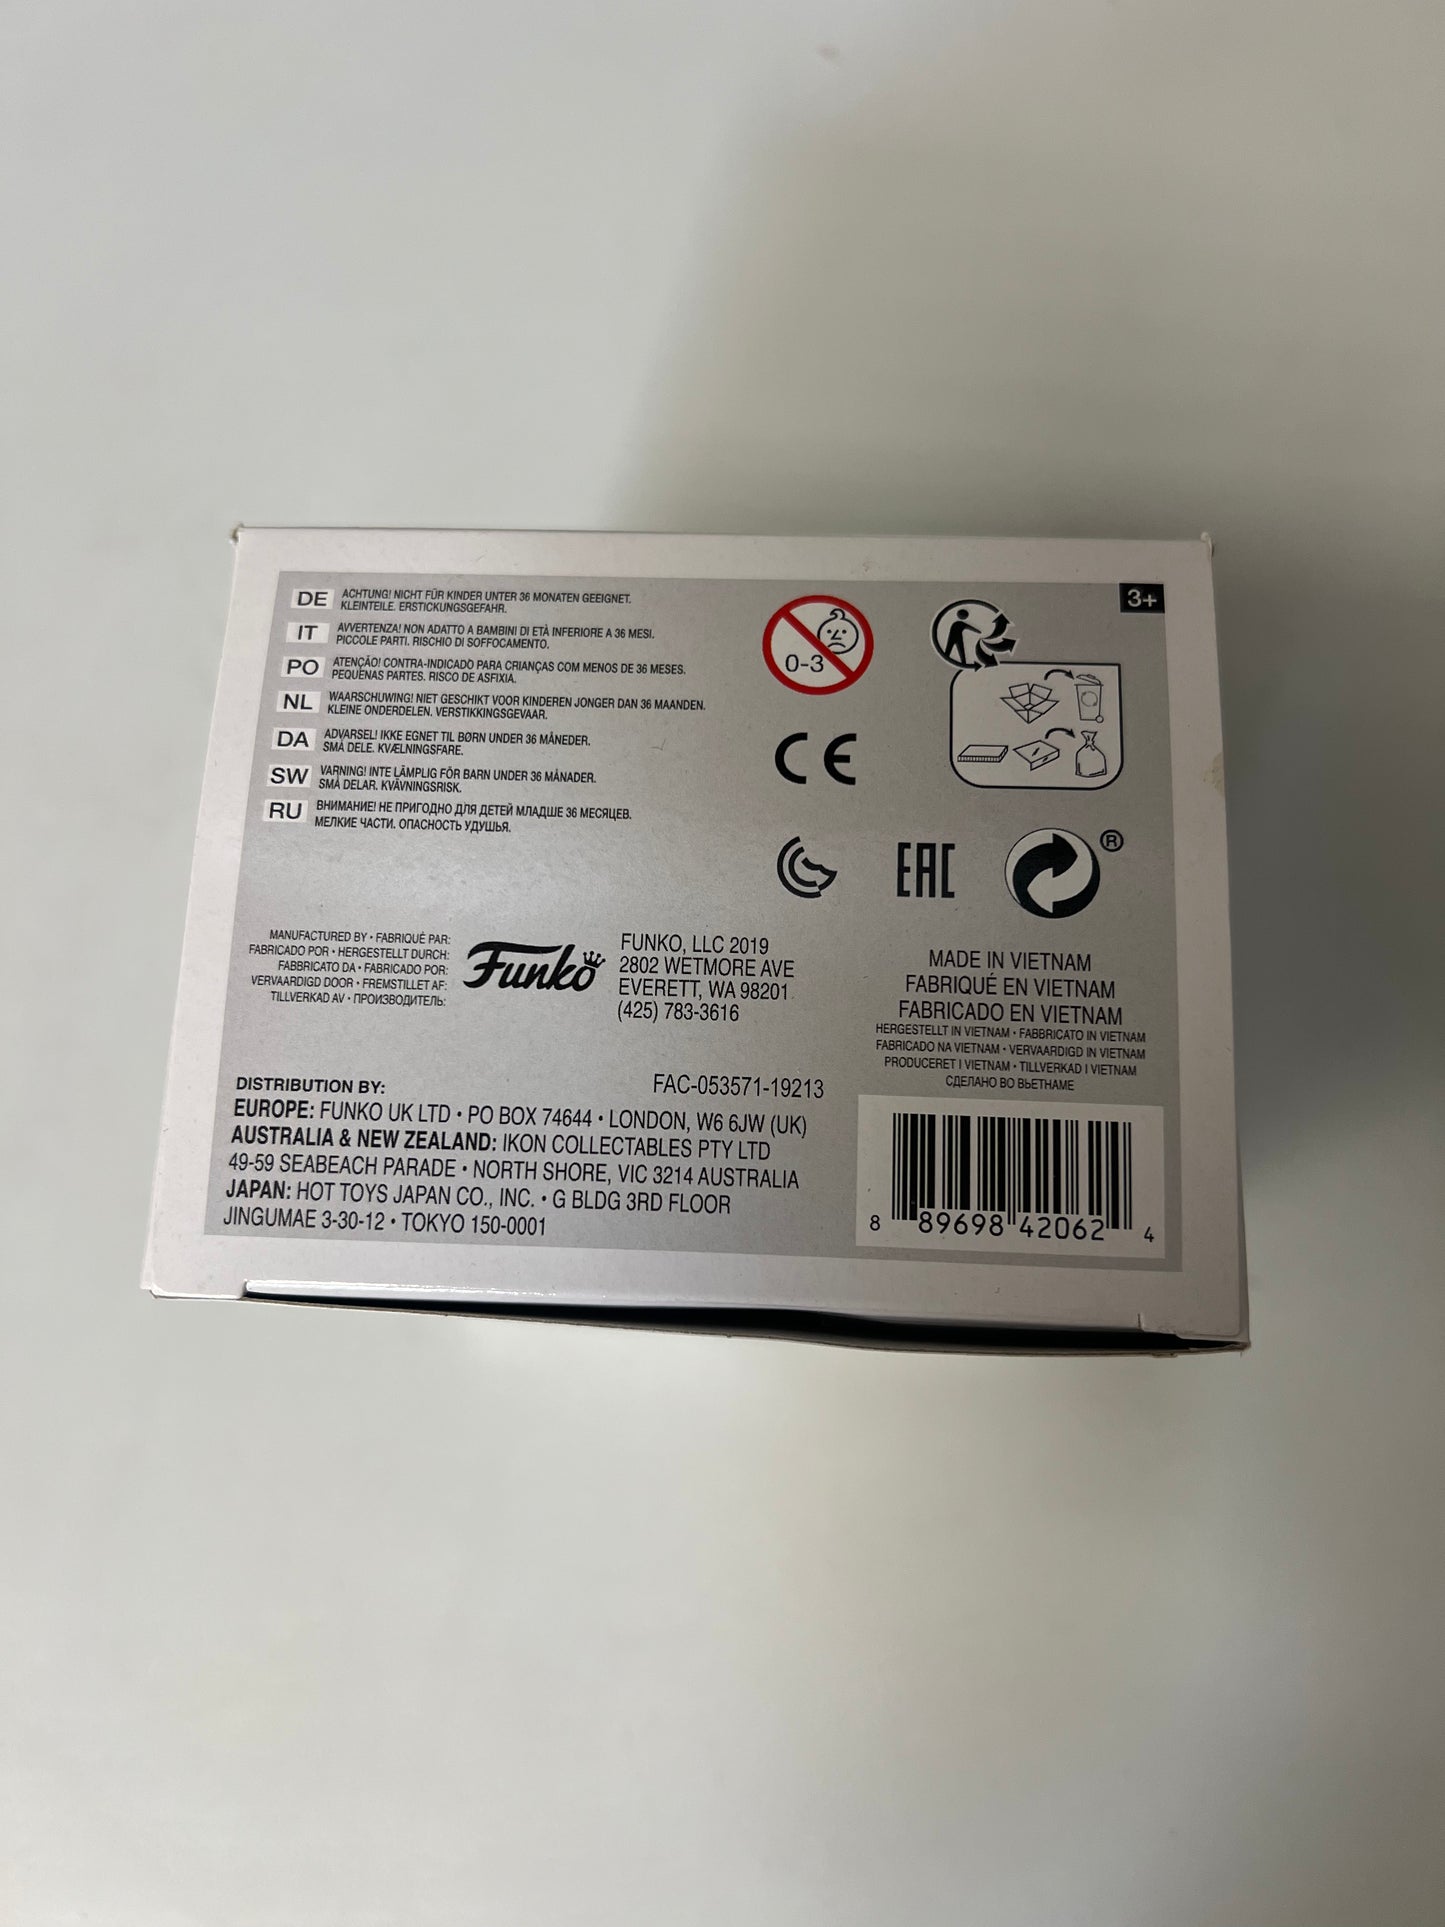 DE ACHTUNG! NICHT FÜR KINDER UNTER 36 MONATEN GEEIGNET.
KLEINTEILE. ERSTICKUNGSGEFAHR.
IT AVVERTENZA! NON ADATTO A BAMBINI DI ETÀ INFERIORE A 36 MESI.
PICCOLE PARTI. RISCHIO DI SOFFOCAMENTO.
PO ATENÇÃO! CONTRA-INDICADO PARA CRIANÇAS COM MENOS DE 36 MESES.
PEQUENAS PARTES. RISCO DE ASFIXIA.
NL WAARSCHUWING! NIET GESCHIKT VOOR KINDEREN JONGER DAN 36 MAANDEN.
KLEINE ONDERDELEN. VERSTIKKINGSGEVAAR.
DA ADVARSEL! IKKE EGNET TIL BØRN UNDER 36 MÅNEDER.
SMÅ DELE. KVÆLNINGSFARE.
SW VARNING! INTE LÄMPLIG FÖR BARN UNDER 36 MÅNADER.
SMÅ DELAR. KVÄVNINGSRISK.
RU ВНИМАНИЕ! НЕ ПРИГОДНО ДЛЯ ДЕТЕЙ МЛАДШЕ 36 МЕСЯЦЕВ.
МЕЛКИЕ ЧАСТИ. ОПАСНОСТЬ УДУШЬЯ.
0-3
3+
CE
EAC
®
MANUFACTURED BY • FABRIQUÉ PAR:
FABRICADO POR • HERGESTELLT DURCH:
FABBRICATO DA • FABRICADO POR:
VERVAARDIGD DOOR • FREMSTILLET AF:
TILLVERKAD AV • ПРОИЗВОДИТЕЛЬ:
Funko
FUNKO, LLC 2019
2802 WETMORE AVE
EVERETT, WA 98201
(425) 783-3616
MADE IN VIETNAM
FABRIQUÉ EN VIETNAM
FABRICADO EN VIETNAM
HERGESTELLT IN VIETNAM • FABBRICATO IN VIETNAM
FABRICADO NA VIETNAM • VERVAARDIGD IN VIETNAM
PRODUCERET I VIETNAM • TILLVERKAD I VIETNAM
СДЕЛАНО ВО ВЬЕТНАМЕ
FAC-053571-19213
DISTRIBUTION BY:
EUROPE: FUNKO UK LTD • PO BOX 74644 • LONDON, W6 6JW (UK)
AUSTRALIA & NEW ZEALAND: IKON COLLECTABLES PTY LTD
49-59 SEABEACH PARADE • NORTH SHORE, VIC 3214 AUSTRALIA
JAPAN: HOT TOYS JAPAN CO., INC. • G BLDG 3RD FLOOR
JINGUMAE 3-30-12 • TOKYO 150-0001
8 89698 42062 4